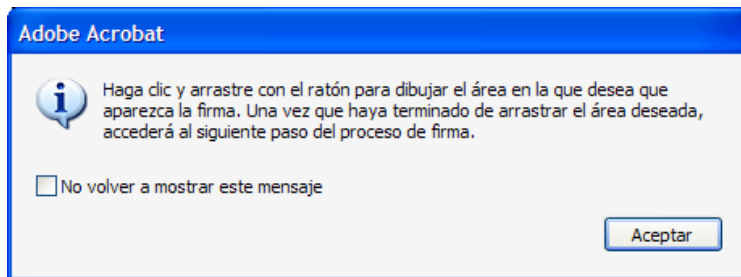 Adobe Acrobat
Haga clic y arrastre con el ratón para dibujar el área en la que desea que
aparezca la firma. Una vez que haya terminado de arrastrar el área deseada,
accederá al siguiente paso del proceso de firma.
No volver a mostrar este mensaje
Aceptar